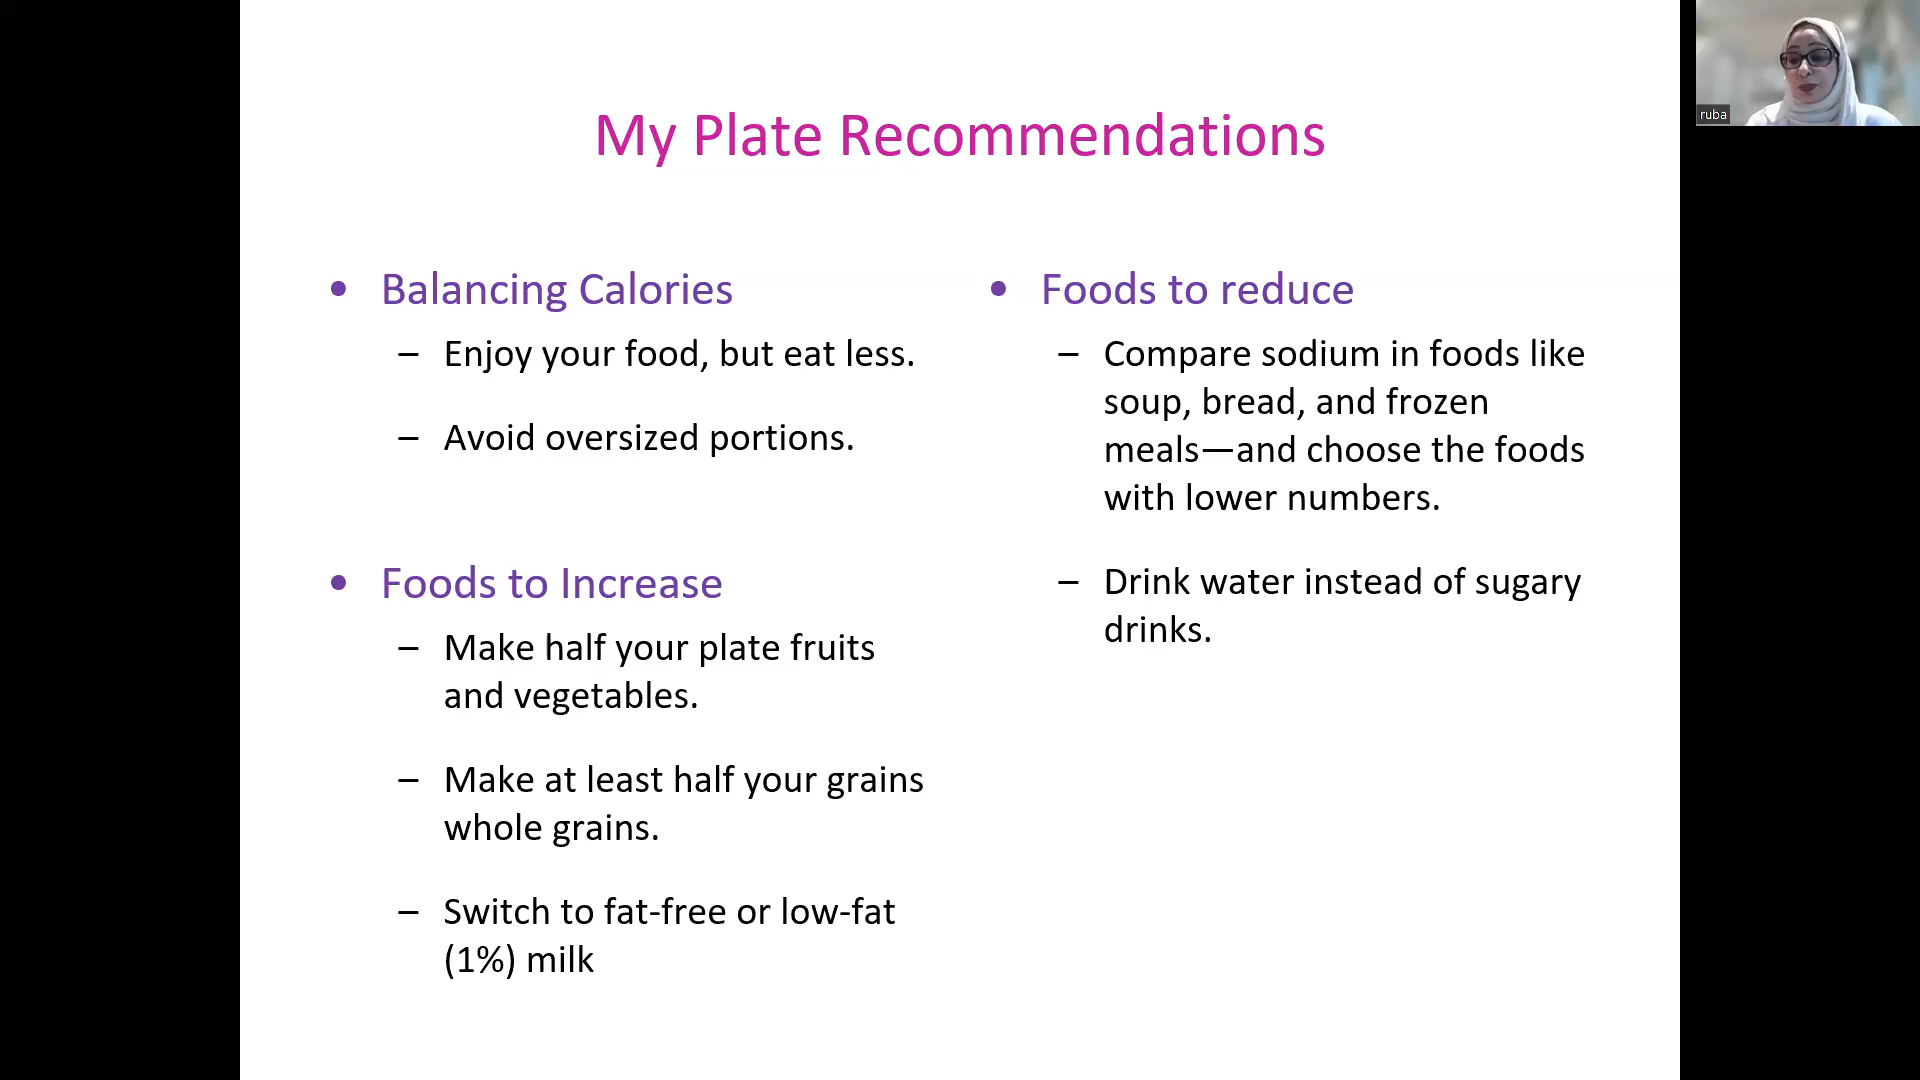 My Plate Recommendations
• Balancing Calories
– Enjoy your food, but eat less.
– Avoid oversized portions.
• Foods to Increase
– Make half your plate fruits
and vegetables.
– Make at least half your grains
whole grains.
– Switch to fat-free or low-fat
(1%) milk
• Foods to reduce
– Compare sodium in foods like
soup, bread, and frozen
meals—and choose the foods
with lower numbers.
– Drink water instead of sugary
drinks.
ruba